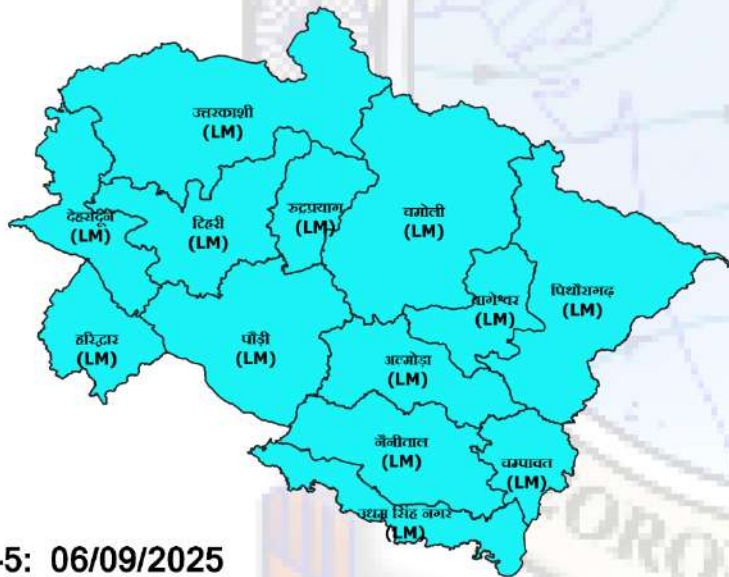 उत्तरकाशी
(LM)
देहरादून
(LM)
टिहरी
(LM)
रुद्रप्रयाग
(LM)
चमोली
(LM)
बागेश्वर
(LM)
पिथौरागढ़
(LM)
हरिद्वार
(LM)
पौड़ी
(LM)
अल्मोड़ा
(LM)
नैनीताल
(LM)
चम्पावत
(LM)
उधम सिंह नगर
(LM)
-5: 06/09/2025